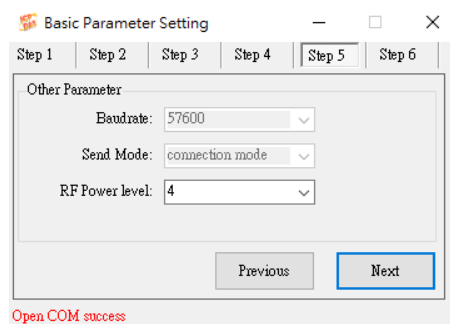 Basic Parameter Setting
Step 1 Step 2 Step 3 Step 4 Step 5 Step 6
Other Parameter
Baudrate: 57600
Send Mode: connection mode
RF Power level: 4
Previous Next
Open COM success